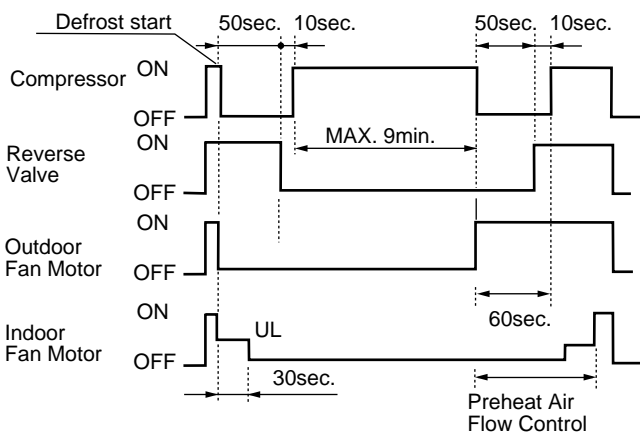 Defrost start
50sec.
10sec.
50sec.
10sec.
Compressor
ON
OFF
MAX. 9min.
Reverse
Valve
ON
OFF
Outdoor
Fan Motor
ON
OFF
60sec.
Indoor
Fan Motor
ON
OFF
UL
30sec.
Preheat Air
Flow Control